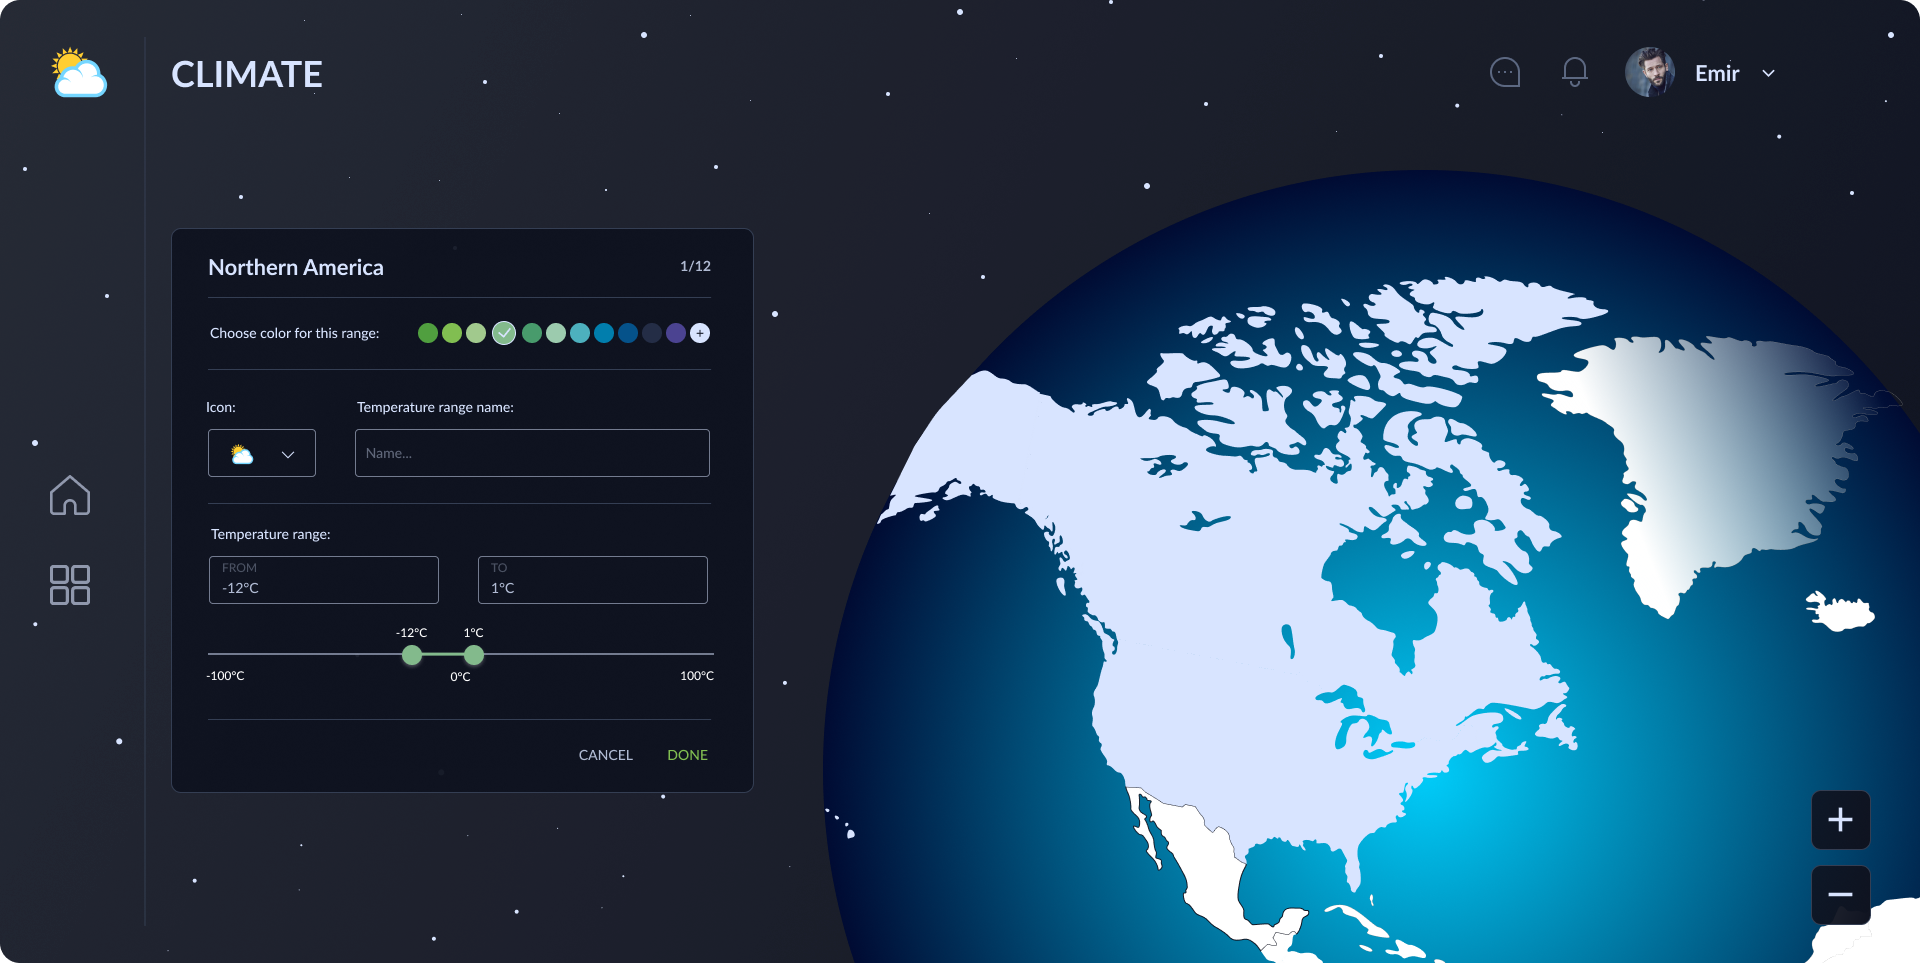 CLIMATE
Emir
Northern America
1/12
Choose color for this range:
Icon:
Temperature range name:
Name...
Temperature range:
FROM
-12°C
TO
1°C
-12°C
1°C
-100°C
0°C
100°C
CANCEL
DONE